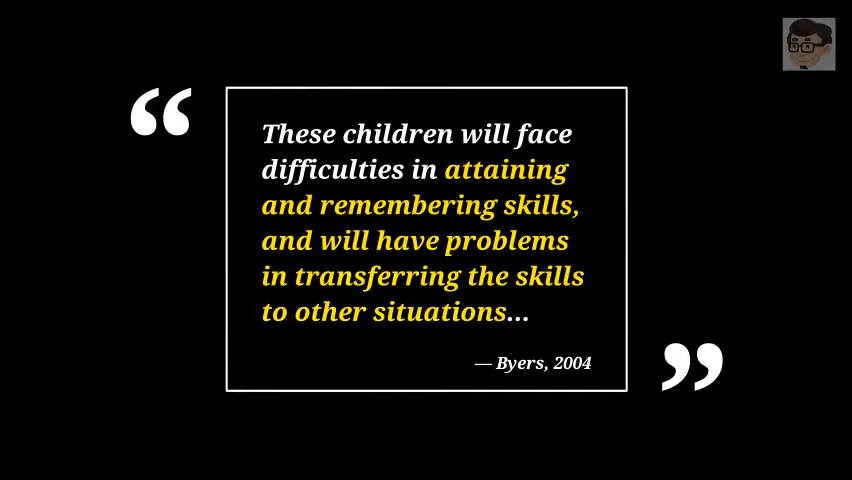 “
These children will face
difficulties in attaining
and remembering skills,
and will have problems
in transferring the skills
to other situations...
— Byers, 2004
”